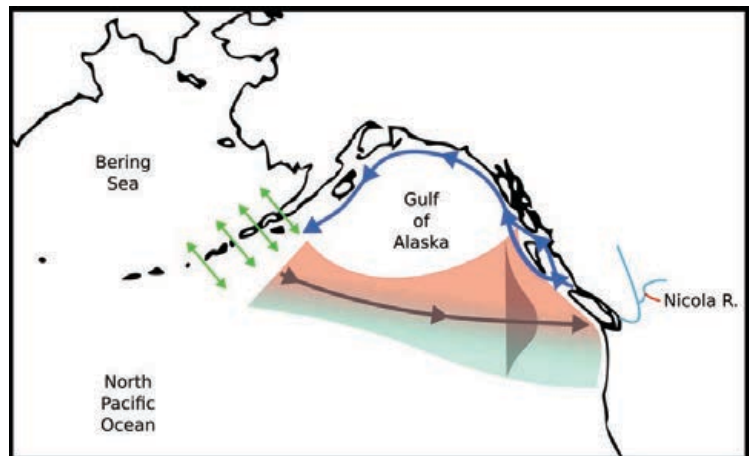 Bering
Sea
Gulf
of
Alaska
Nicola R.
North
Pacific
Ocean